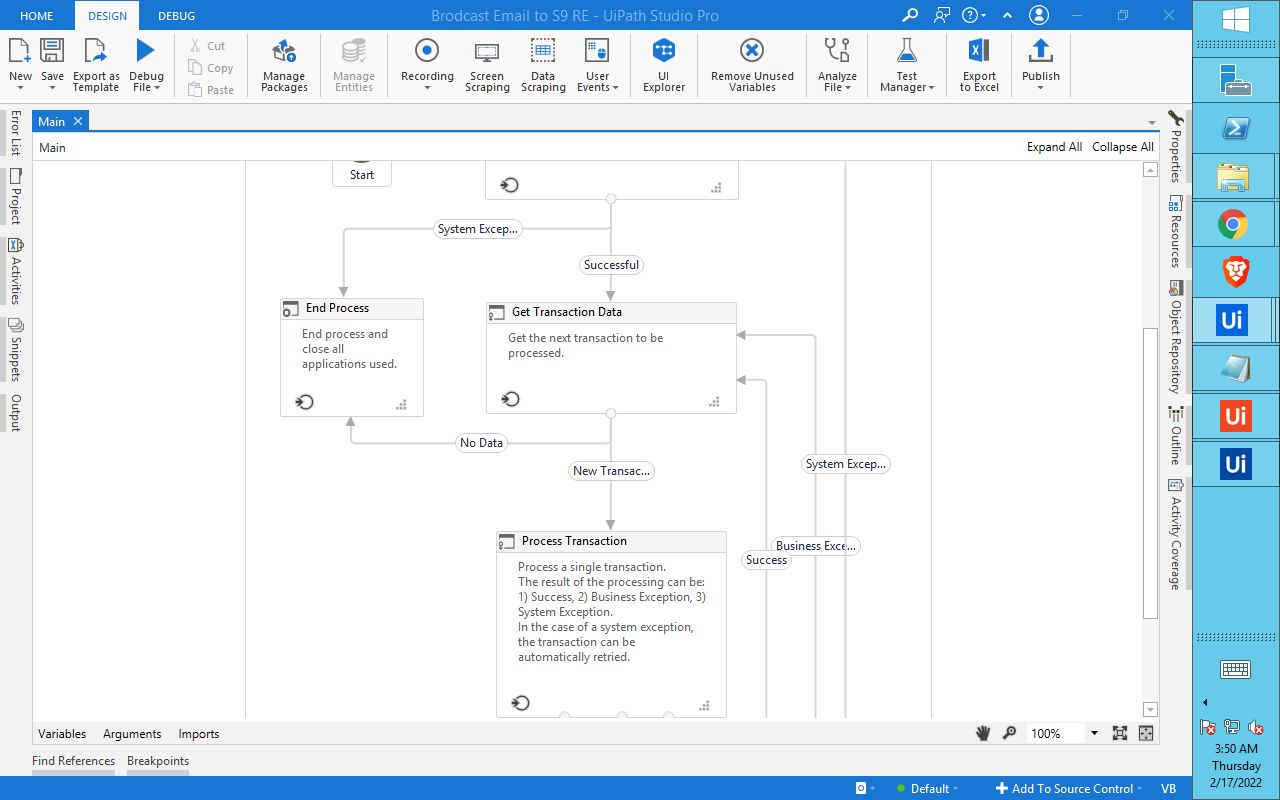 HOME
DESIGN
DEBUG
Brodcast Email to S9 RE - UiPath Studio Pro
New
Save
Export as
Template
Debug
File
Cut
Copy
Paste
Manage
Packages
Manage
Entities
Recording
Screen
Scraping
Data
Scraping
User
Events
UI
Explorer
Remove Unused
Variables
Analyze
File
Test
Manager
Export
to Excel
Publish
Error List
Project
Activities
Snippets
Output
Main
Main
Expand All
Collapse All
Start
System Excep...
Successful
End Process
End process and
close all
applications used.
Get Transaction Data
Get the next transaction to be
processed.
No Data
New Transac...
System Excep...
Business Exce...
Success
Process Transaction
Process a single transaction.
The result of the processing can be:
1) Success, 2) Business Exception, 3)
System Exception.
In the case of a system exception,
the transaction can be
automatically retried.
Properties
Resources
Object Repository
Outline
Activity Coverage
Variables
Arguments
Imports
100%
Find References
Breakpoints
Default
Add To Source Control
VB
Ui
Ui
Ui
3:50 AM
Thursday
2/17/2022